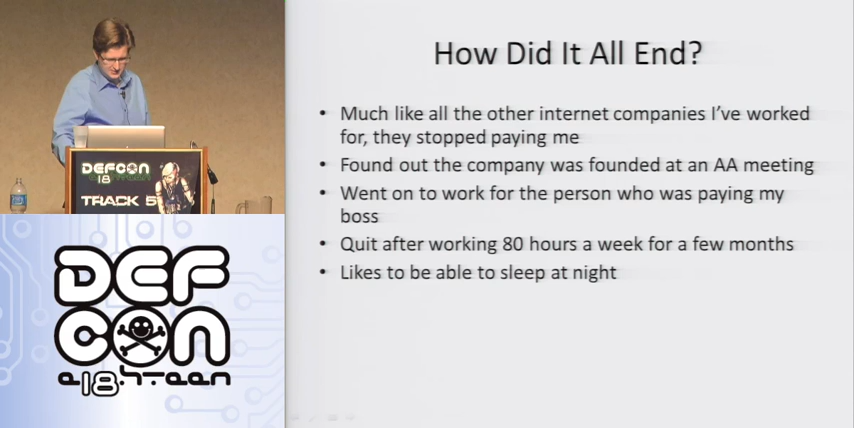 How Did It All End?
• Much like all the other internet companies I've worked
for, they stopped paying me
• Found out the company was founded at an AA meeting
• Went on to work for the person who was paying my
boss
• Quit after working 80 hours a week for a few months
• Likes to be able to sleep at night
DEFCON
18
TRACK 5
DEF
CON
e18hteen